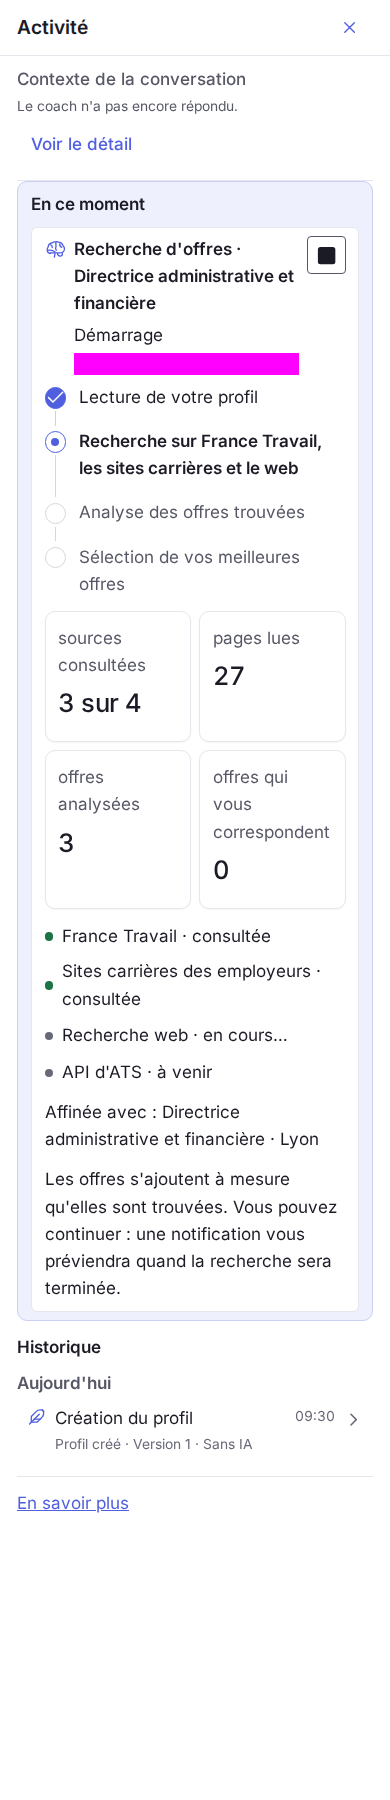 Activité
Contexte de la conversation
Le coach n'a pas encore répondu.
Voir le détail
En ce moment
Recherche d'offres ·
Directrice administrative et
financière
Démarrage
Lecture de votre profil
Recherche sur France Travail,
les sites carrières et le web
Analyse des offres trouvées
Sélection de vos meilleures
offres
sources
consultées
3 sur 4
pages lues
27
offres
analysées
3
offres qui
vous
correspondent
0
France Travail · consultée
Sites carrières des employeurs ·
consultée
Recherche web · en cours...
API d'ATS · à venir
Affinée avec : Directrice
administrative et financière · Lyon
Les offres s'ajoutent à mesure
qu'elles sont trouvées. Vous pouvez
continuer : une notification vous
préviendra quand la recherche sera
terminée.
Historique
Aujourd'hui
Création du profil
09:30
Profil créé · Version 1 · Sans IA
En savoir plus